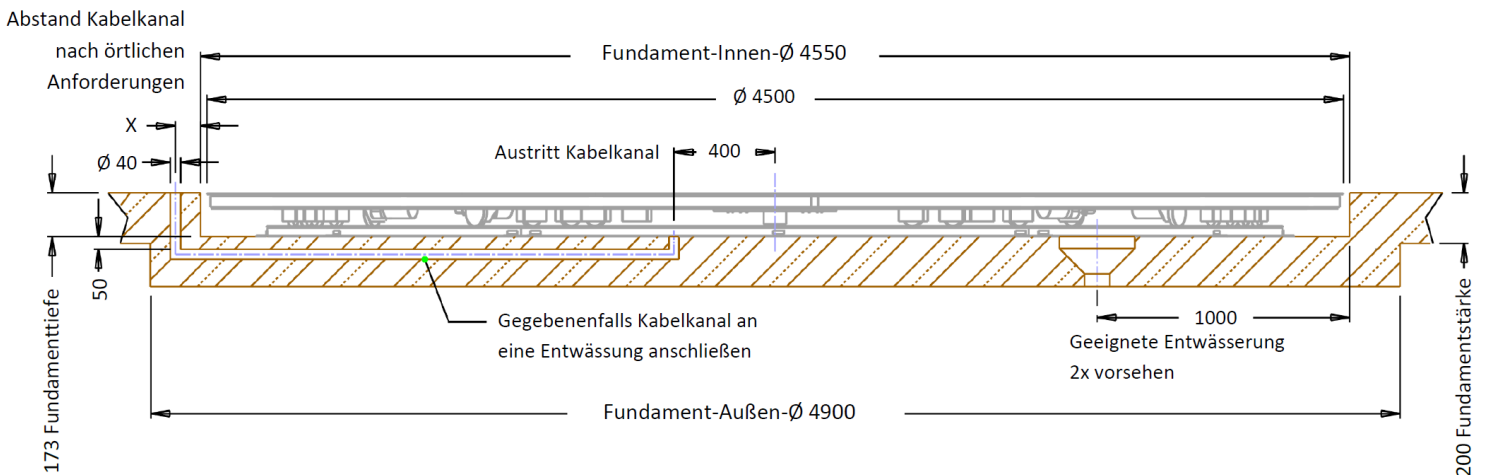 Abstand Kabelkanal
nach örtlichen
Anforderungen
Fundament-Innen-Ø 4550
Ø 4500
X
Ø 40
Austritt Kabelkanal
400
50
173 Fundamenttiefe
Gegebenenfalls Kabelkanal an
eine Entwässung anschließen
1000
Geeignete Entwässerung
2x vorsehen
200 Fundamentstärke
Fundament-Außen-Ø 4900